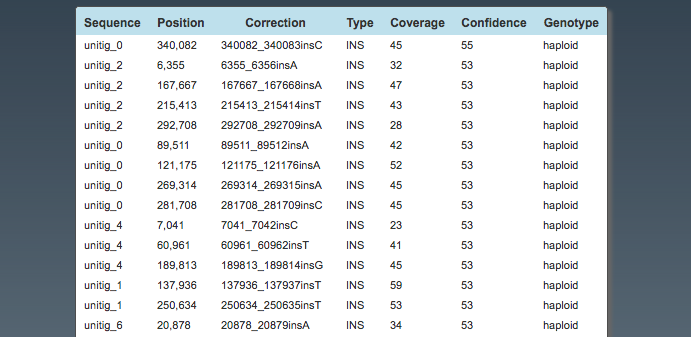 Sequence Position Correction Type Coverage Confidence Genotype
unitig_0 340,082 340082_340083insC INS 45 55 haploid
unitig_2 6,355 6355_6356insA INS 32 53 haploid
unitig_2 167,667 167667_167668insA INS 47 53 haploid
unitig_2 215,413 215413_215414insT INS 43 53 haploid
unitig_2 292,708 292708_292709insA INS 28 53 haploid
unitig_0 89,511 89511_89512insA INS 42 53 haploid
unitig_0 121,175 121175_121176insA INS 52 53 haploid
unitig_0 269,314 269314_269315insA INS 45 53 haploid
unitig_0 281,708 281708_281709insC INS 45 53 haploid
unitig_4 7,041 7041_7042insC INS 23 53 haploid
unitig_4 60,961 60961_60962insT INS 41 53 haploid
unitig_4 189,813 189813_189814insG INS 45 53 haploid
unitig_1 137,936 137936_137937insT INS 59 53 haploid
unitig_1 250,634 250634_250635insT INS 53 53 haploid
unitig_6 20,878 20878_20879insA INS 34 53 haploid